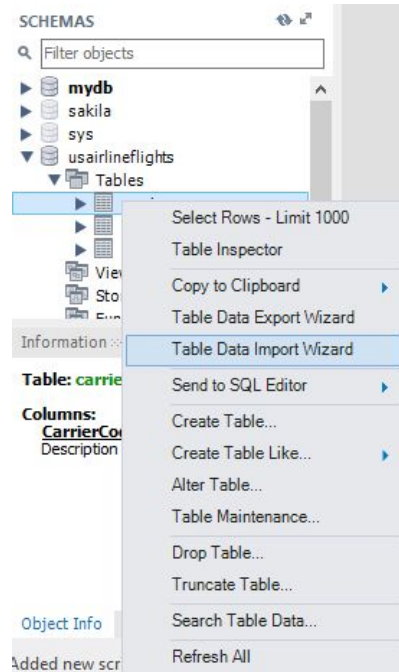 SCHEMAS
Filter objects
mydb
sakila
sys
usairlineflights
Tables
Select Rows - Limit 1000
Table Inspector
Copy to Clipboard
Table Data Export Wizard
Table Data Import Wizard
Send to SQL Editor
Create Table...
Create Table Like...
Alter Table...
Table Maintenance...
Drop Table...
Truncate Table...
Search Table Data...
Refresh All
Vie
Sto
Information
Table: carrie
Columns:
CarrierCo
Description
Object Info
Added new scr